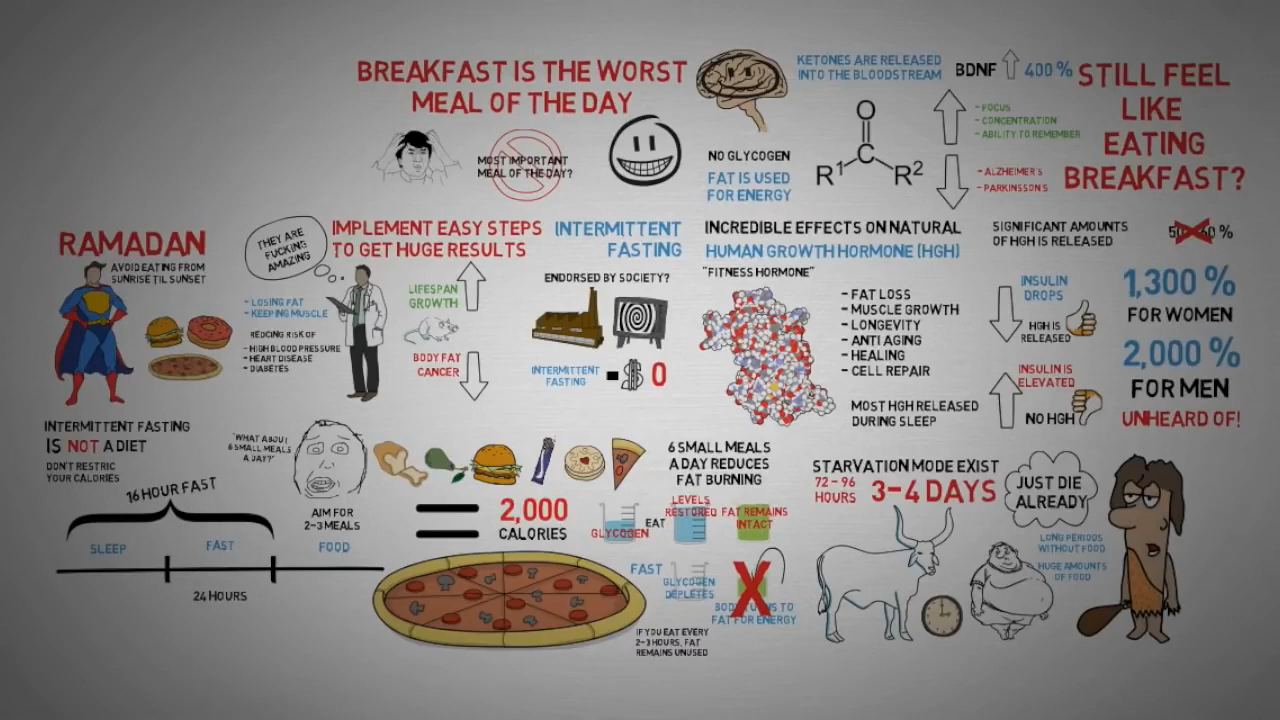 BREAKFAST IS THE WORST
MEAL OF THE DAY
MOST IMPORTANT
MEAL OF THE DAY?
KETONES ARE RELEASED
INTO THE BLOODSTREAM
BDNF 400 %
- FOCUS
- CONCENTRATION
- ABILITY TO REMEMBER
- ALZHEIMER'S
- PARKINSSON'S
NO GLYCOGEN
FAT IS USED
FOR ENERGY
O
C
R1 R2
STILL FEEL
LIKE
EATING
BREAKFAST?
RAMADAN
AVOID EATING FROM
SUNRISE TIL SUNSET
THEY ARE
FUCKING
AMAZING
- LOSING FAT
- KEEPING MUSCLE
REDCING RISK OF
- HIGH BLOOD PRESSURE
- HEART DISEASE
- DIABETES
IMPLEMENT EASY STEPS
TO GET HUGE RESULTS
LIFESPAN
GROWTH
BODY FAT
CANCER
INTERMITTENT
FASTING
ENDORSED BY SOCIETY?
INTERMITTENT
FASTING
= $ 0
INCREDIBLE EFFECTS ON NATURAL
HUMAN GROWTH HORMONE (HGH)
"FITNESS HORMONE"
- FAT LOSS
- MUSCLE GROWTH
- LONGEVITY
- ANTI AGING
- HEALING
- CELL REPAIR
MOST HGH RELEASED
DURING SLEEP
SIGNIFICANT AMOUNTS
OF HGH IS RELEASED
%
INSULIN
DROPS
HGH IS
RELEASED
INSULIN IS
ELEVATED
NO HGH
1,300 %
FOR WOMEN
2,000 %
FOR MEN
UNHEARD OF!
INTERMITTENT FASTING
IS NOT A DIET
DON'T RESTRIC
YOUR CALORIES
16 HOUR FAST
SLEEP
FAST
FOOD
24 HOURS
"WHAT ABOUT
6 SMALL MEALS
A DAY?"
AIM FOR
2-3 MEALS
= 2,000
CALORIES
6 SMALL MEALS
A DAY REDUCES
FAT BURNING
GLYCOGEN
EAT
LEVELS
RESTORED
FAT REMAINS
INTACT
FAST
GLYCOGEN
DEPLETES
BODY TURNS TO
FAT FOR ENERGY
IF YOU EAT EVERY
2-3 HOURS, FAT
REMAINS UNUSED
STARVATION MODE EXIST
72 - 96
HOURS
3-4 DAYS
JUST DIE
ALREADY
LONG PERIODS
WITHOUT FOOD
HUGE AMOUNTS
OF FOOD